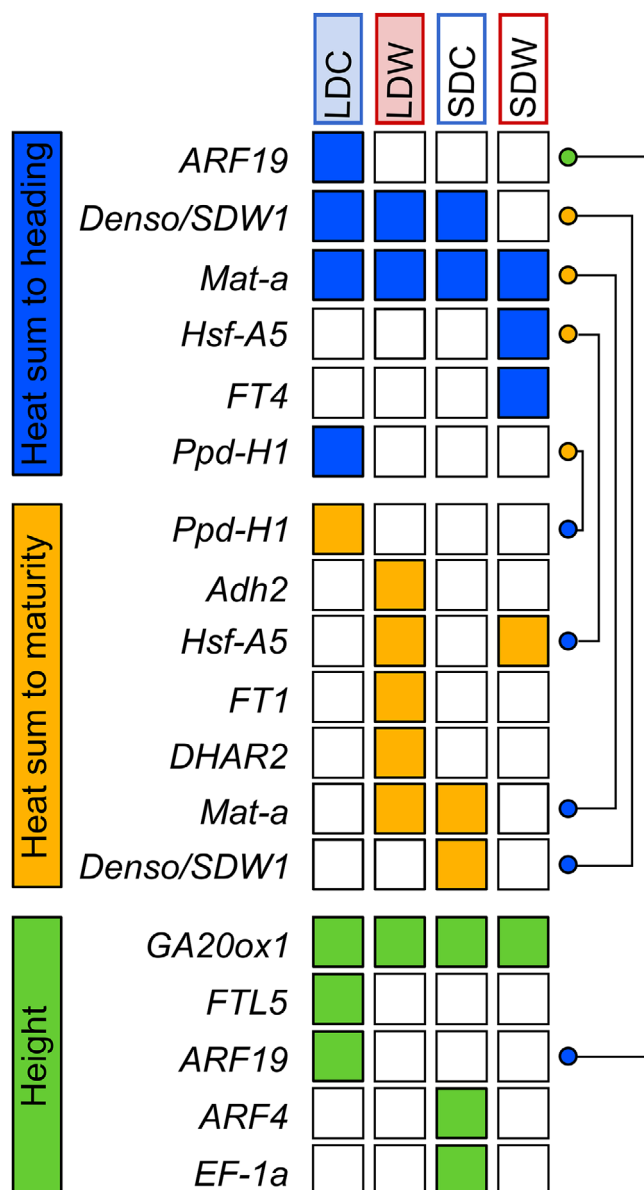 LDC LDW SDC SDW
Heat sum to heading
ARF19
Denso/SDW1
Mat-a
Hsf-A5
FT4
Ppd-H1
Heat sum to maturity
Ppd-H1
Adh2
Hsf-A5
FT1
DHAR2
Mat-a
Denso/SDW1
Height
GA20ox1
FTL5
ARF19
ARF4
EF-1a